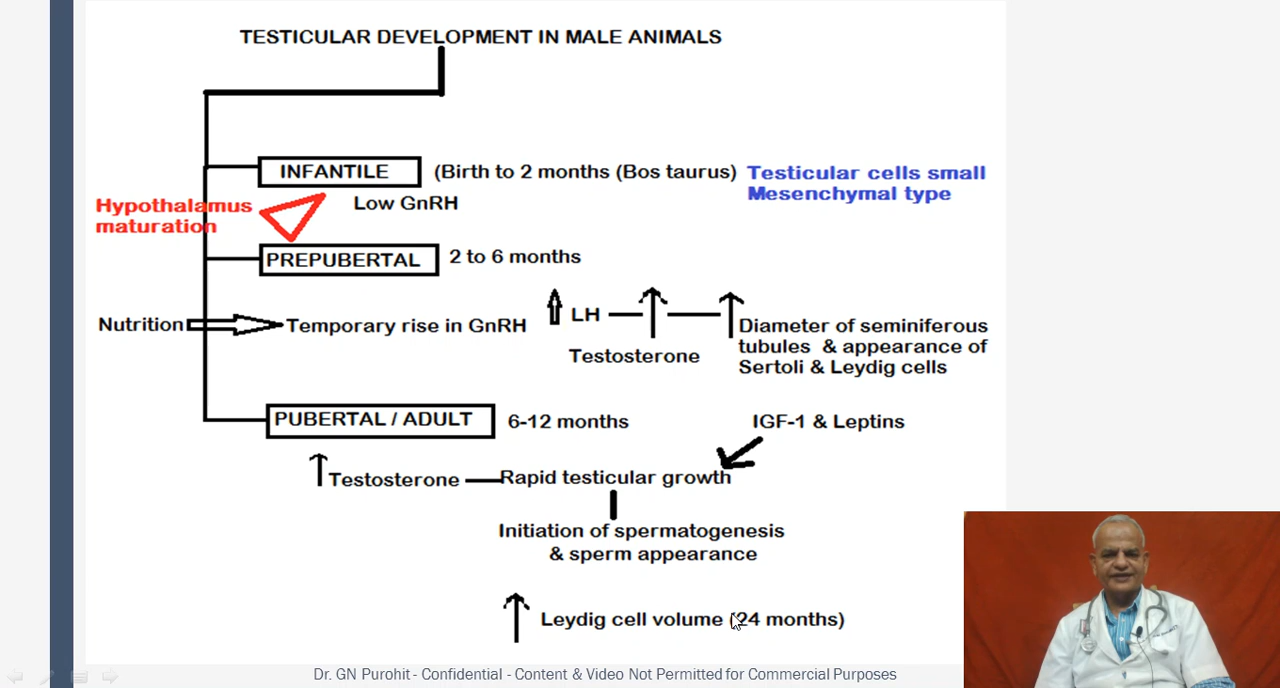 TESTICULAR DEVELOPMENT IN MALE ANIMALS
INFANTILE (Birth to 2 months (Bos taurus) Testicular cells small
Mesenchymal type
Hypothalamus
maturation
Low GnRH
PREPUBERTAL 2 to 6 months
Nutrition Temporary rise in GnRH LH
Testosterone
Diameter of seminiferous
tubules & appearance of
Sertoli & Leydig cells
PUBERTAL / ADULT 6-12 months IGF-1 & Leptins
Testosterone Rapid testicular growth
Initiation of spermatogenesis
& sperm appearance
Leydig cell volume (24 months)
Dr. GN Purohit - Confidential - Content & Video Not Permitted for Commercial Purposes